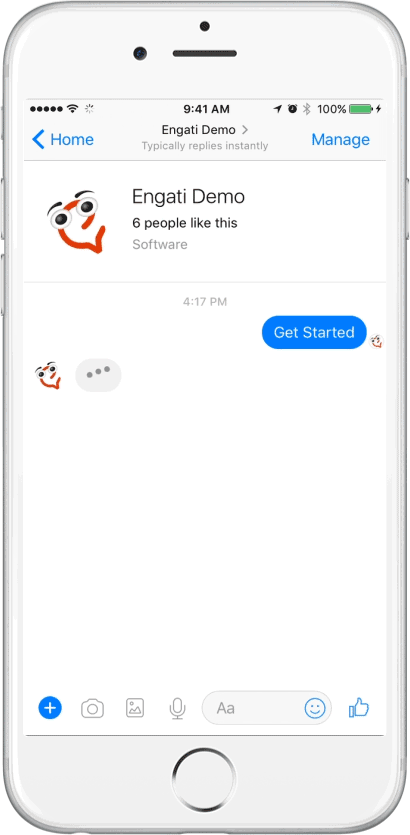 9:41 AM
100%
Home
Engati Demo
Typically replies instantly
Manage
Engati Demo
6 people like this
Software
4:17 PM
Get Started
Aa